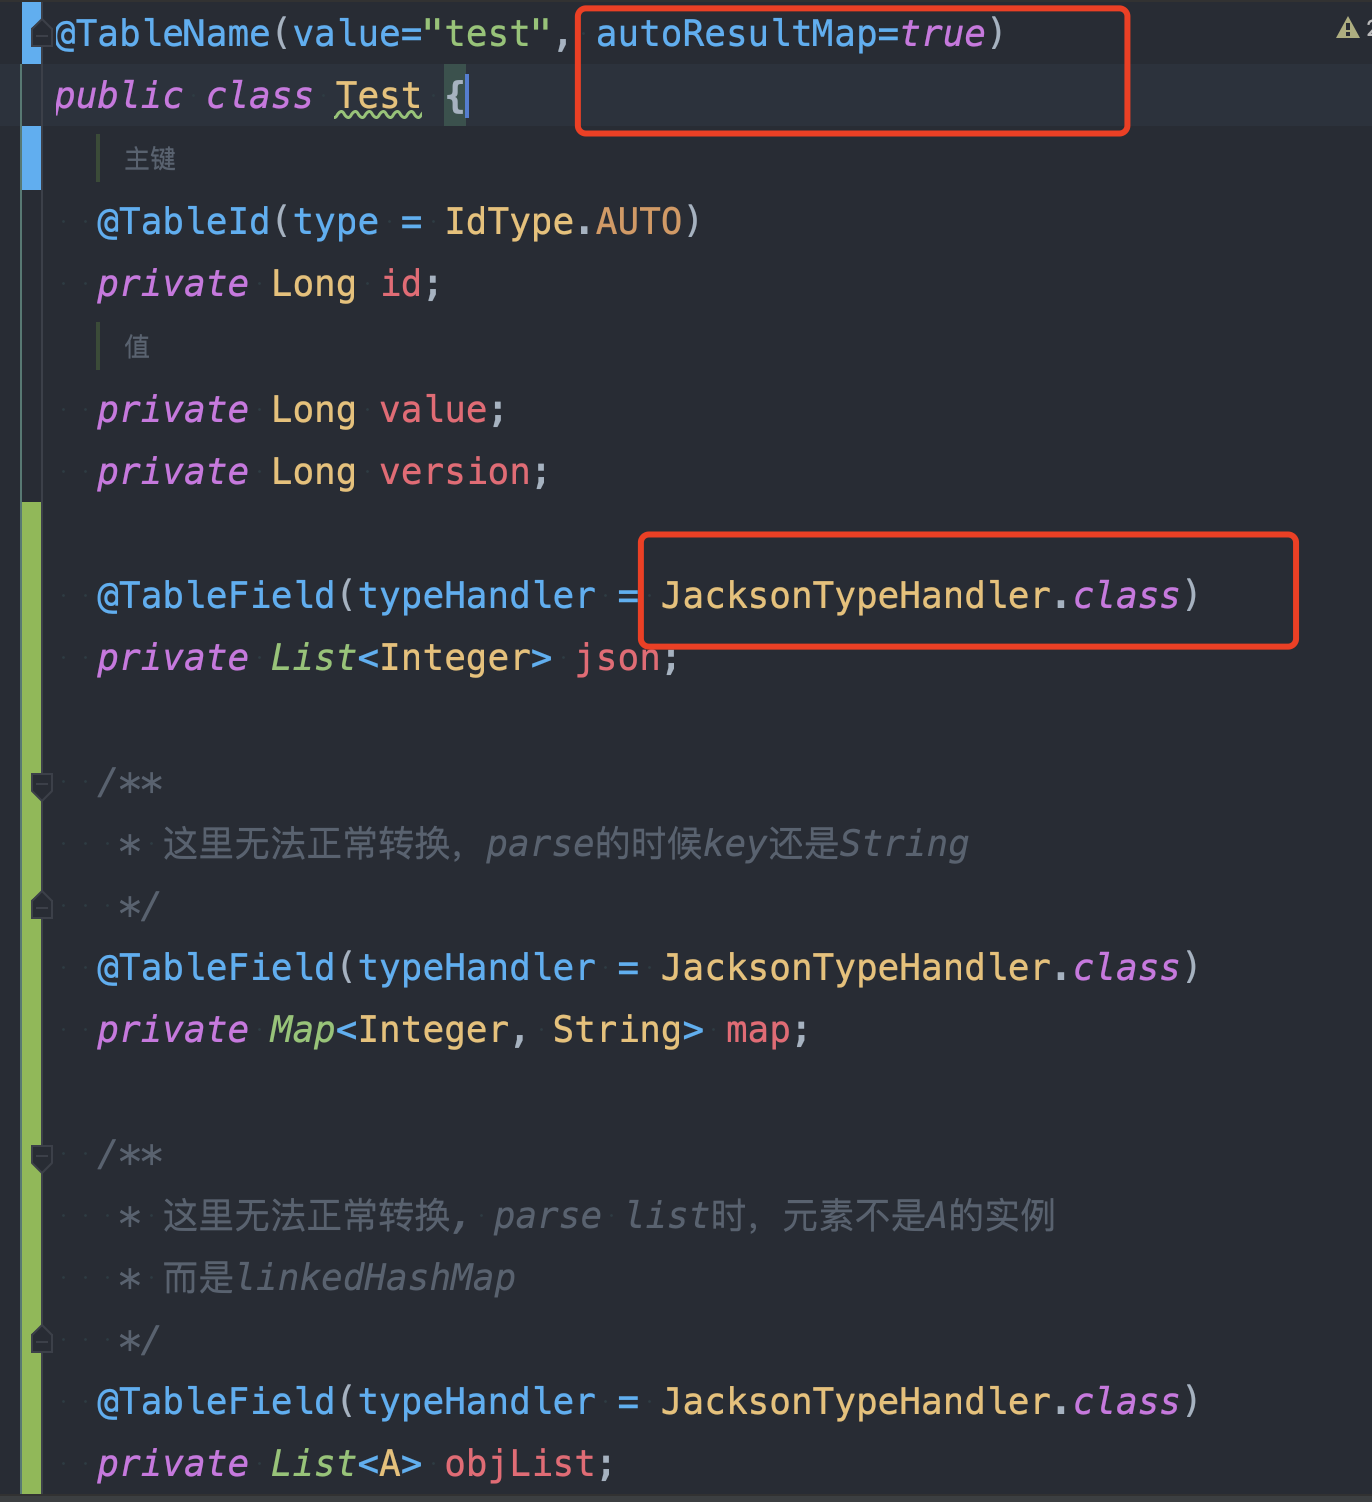 @TableName(value="test", autoResultMap=true)
public class Test {
主键
@TableId(type = IdType.AUTO)
private Long id;
值
private Long value;
private Long version;
@TableField(typeHandler = JacksonTypeHandler.class)
private List<Integer> json;
/**
* 这里无法正常转换，parse的时候key还是String
*/
@TableField(typeHandler = JacksonTypeHandler.class)
private Map<Integer, String> map;
/**
* 这里无法正常转换, parse list时，元素不是A的实例
* 而是linkedHashMap
*/
@TableField(typeHandler = JacksonTypeHandler.class)
private List<A> objList;